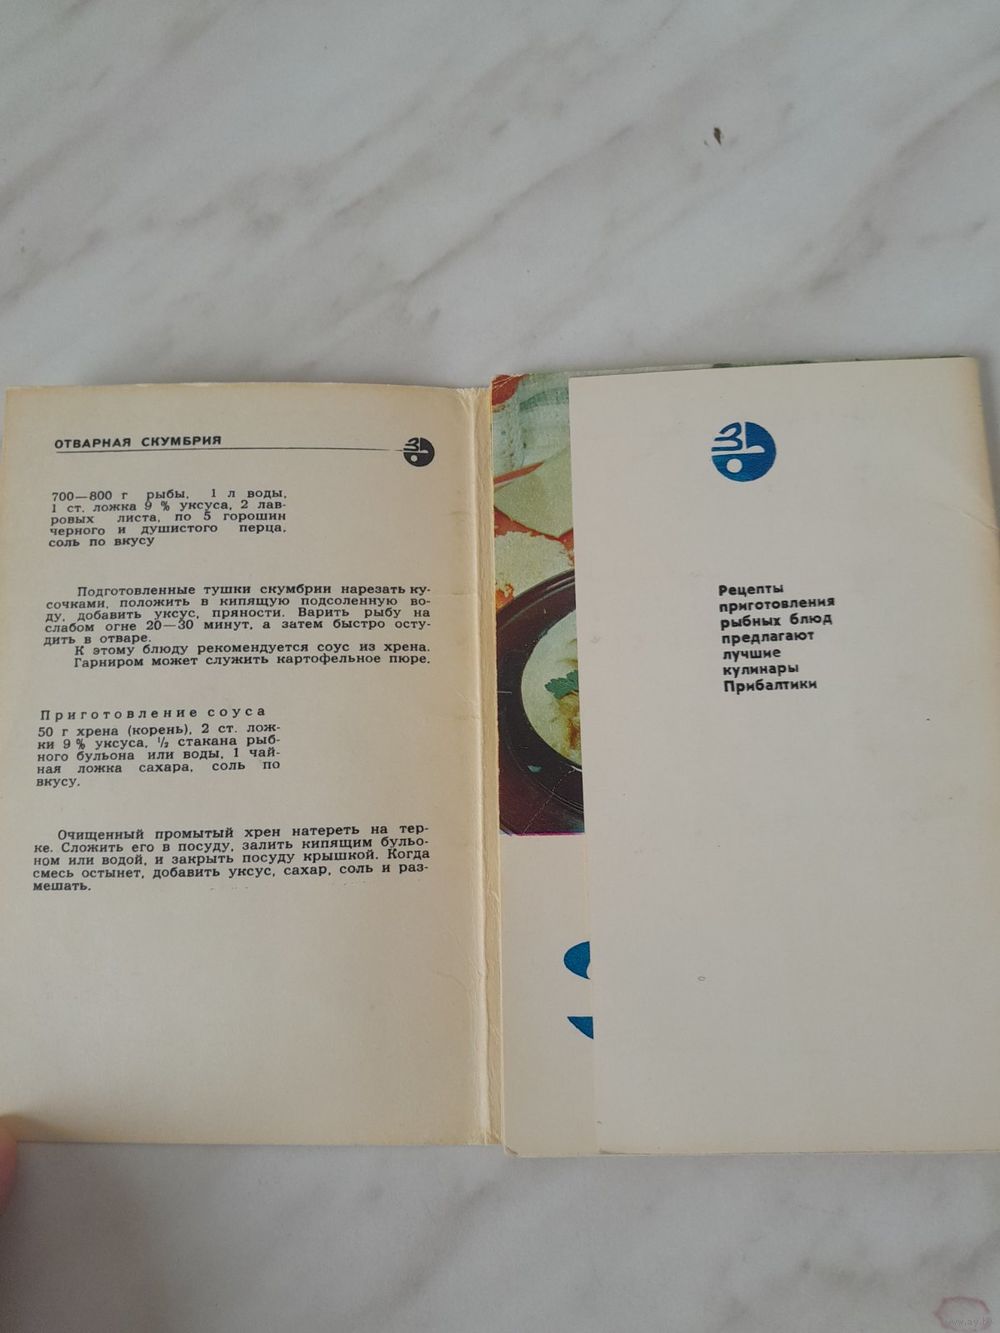 ОТВАРНАЯ СКУМБРИЯ
700—800 г рыбы, 1 л воды,
1 ст. ложка 9 % уксуса, 2 лав-
ровых листа, по 5 горошин
черного и душистого перца,
соль по вкусу
Подготовленные тушки скумбрии нарезать ку-
сочками, положить в кипящую подсоленную во-
ду, добавить уксус, пряности. Варить рыбу на
слабом огне 20—30 минут, а затем быстро осту-
дить в отваре.
К этому блюду рекомендуется соус из хрена.
Гарниром может служить картофельное пюре.
Приготовление соуса
50 г хрена (корень), 2 ст. лож-
ки 9 % уксуса, ½ стакана рыб-
ного бульона или воды, 1 чай-
ная ложка сахара, соль по
вкусу.
Очищенный промытый хрен натереть на тер-
ке. Сложить его в посуду, залить кипящим бульо-
ном или водой, и закрыть посуду крышкой. Когда
смесь остынет, добавить уксус, сахар, соль и раз-
мешать.
Рецепты
приготовления
рыбных блюд
предлагают
лучшие
кулинары
Прибалтики